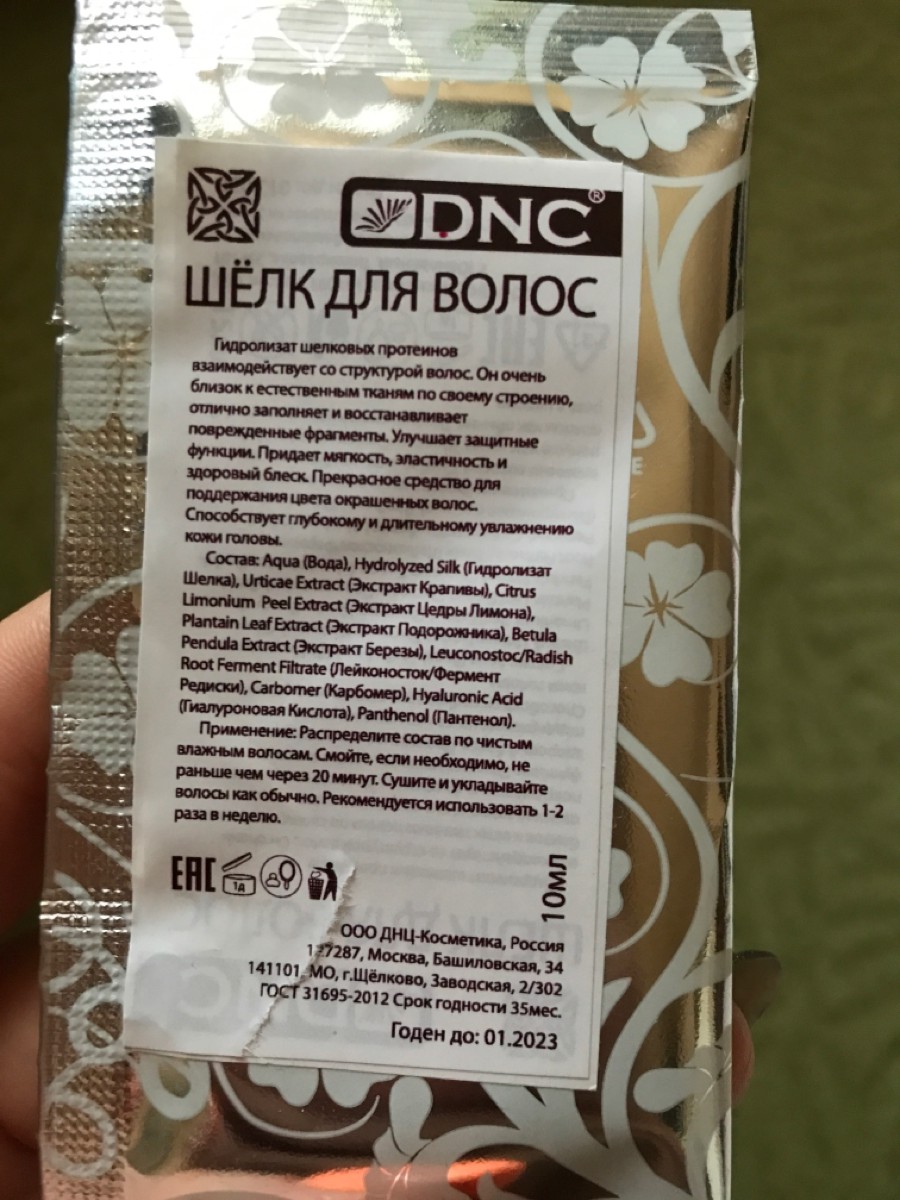 DNC®
ШЁЛК ДЛЯ ВОЛОС
Гидролизат шелковых протеинов
взаимодействует со структурой волос. Он очень
близок к естественным тканям по своему строению,
отлично заполняет и восстанавливает
поврежденные фрагменты. Улучшает защитные
функции. Придает мягкость, эластичность и
здоровый блеск. Прекрасное средство для
поддержания цвета окрашенных волос.
Способствует глубокому и длительному увлажнению
кожи головы.
Состав: Aqua (Вода), Hydrolyzed Silk (Гидролизат
Шелка), Urticae Extract (Экстракт Крапивы), Citrus
Limonium Peel Extract (Экстракт Цедры Лимона),
Plantain Leaf Extract (Экстракт Подорожника), Betula
Pendula Extract (Экстракт Березы), Leuconostoc/Radish
Root Ferment Filtrate (Лейконосток/Фермент
Редиски), Carbomer (Карбомер), Hyaluronic Acid
(Гиалуроновая Кислота), Panthenol (Пантенол).
Применение: Распределите состав по чистым
влажным волосам. Смойте, если необходимо, не
раньше чем через 20 минут. Сушите и укладывайте
волосы как обычно. Рекомендуется использовать 1-2
раза в неделю.
EAC 1д
10мл
ООО ДНЦ-Косметика, Россия
127287, Москва, Башиловская, 34
141101, МО, г.Щёлково, Заводская, 2/302
ГОСТ 31695-2012 Срок годности 35мес.
Годен до: 01.2023